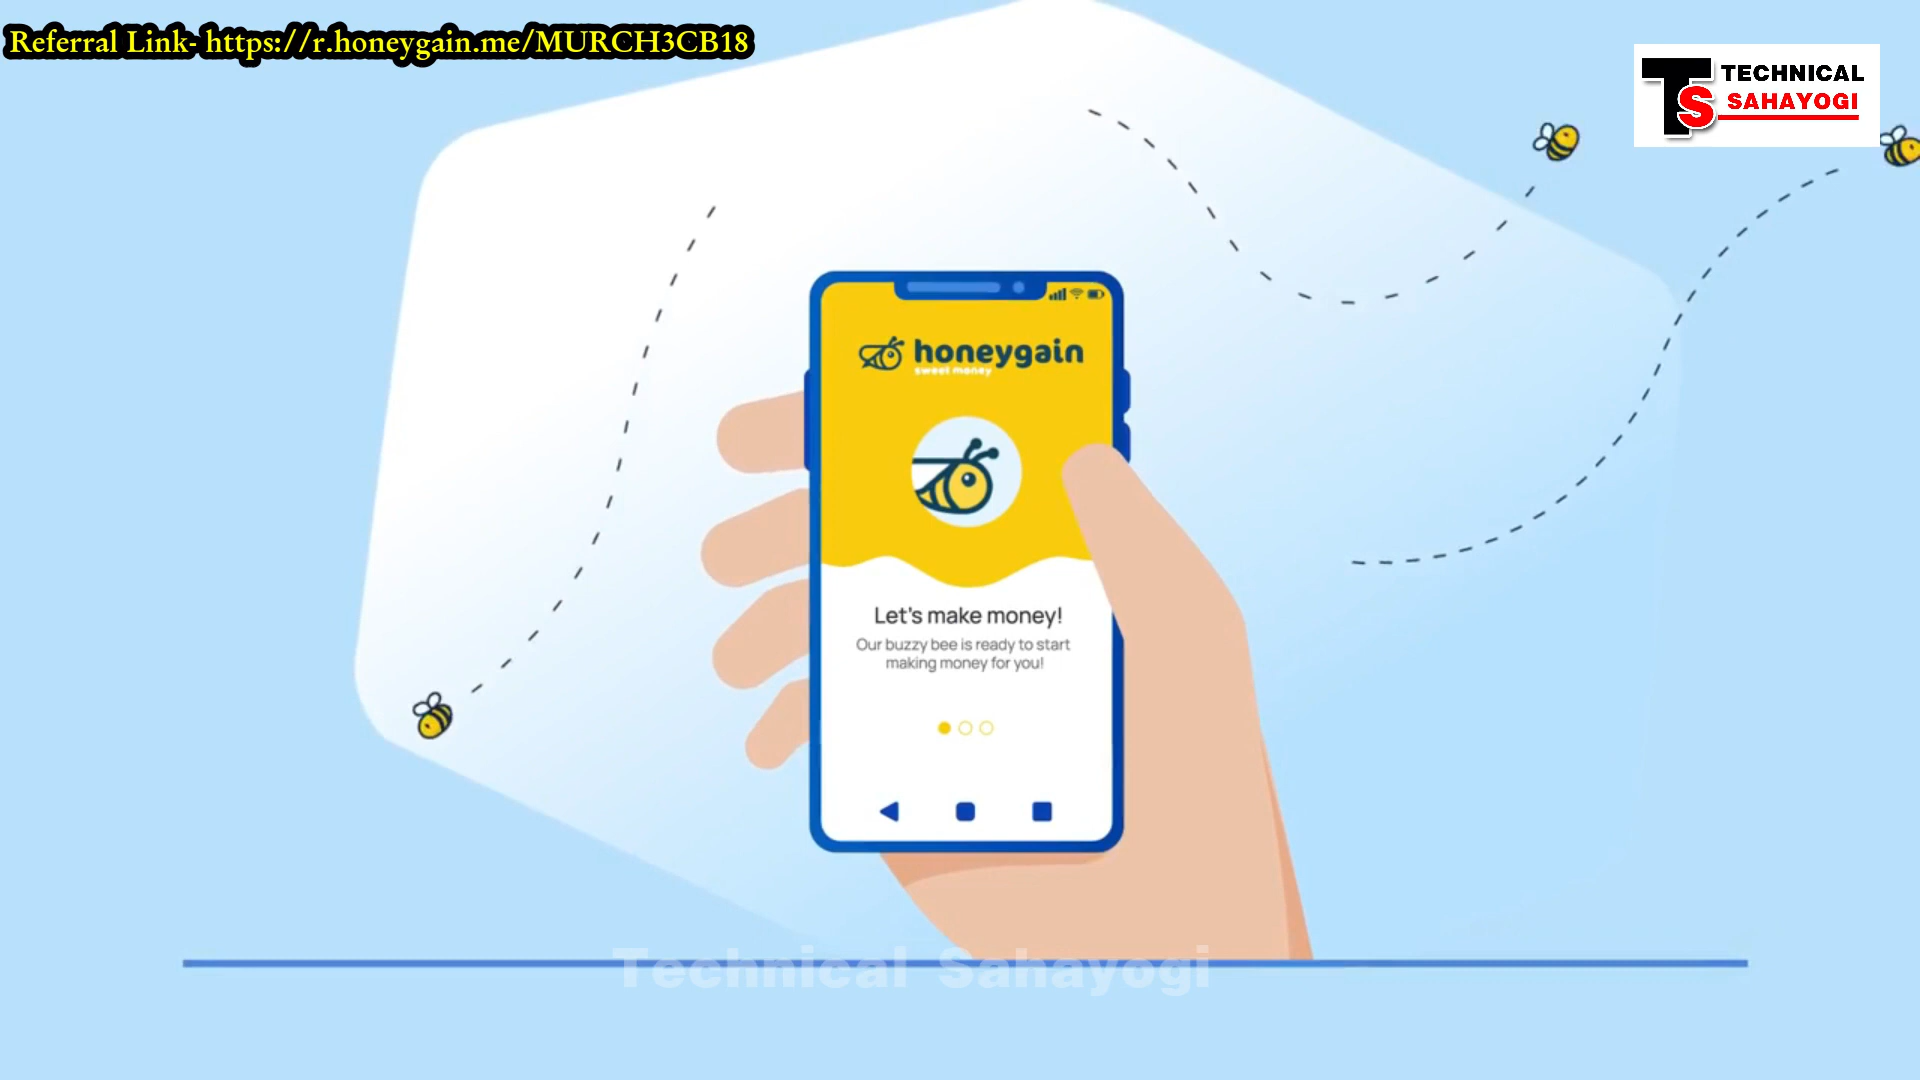 Referral Link- https://r.honeygain.me/MURCH3CB18
TS TECHNICAL
SAHAYOGI
honeygain
sweet money
Let's make money!
Our buzzy bee is ready to start
making money for you!
Technical Sahayogi